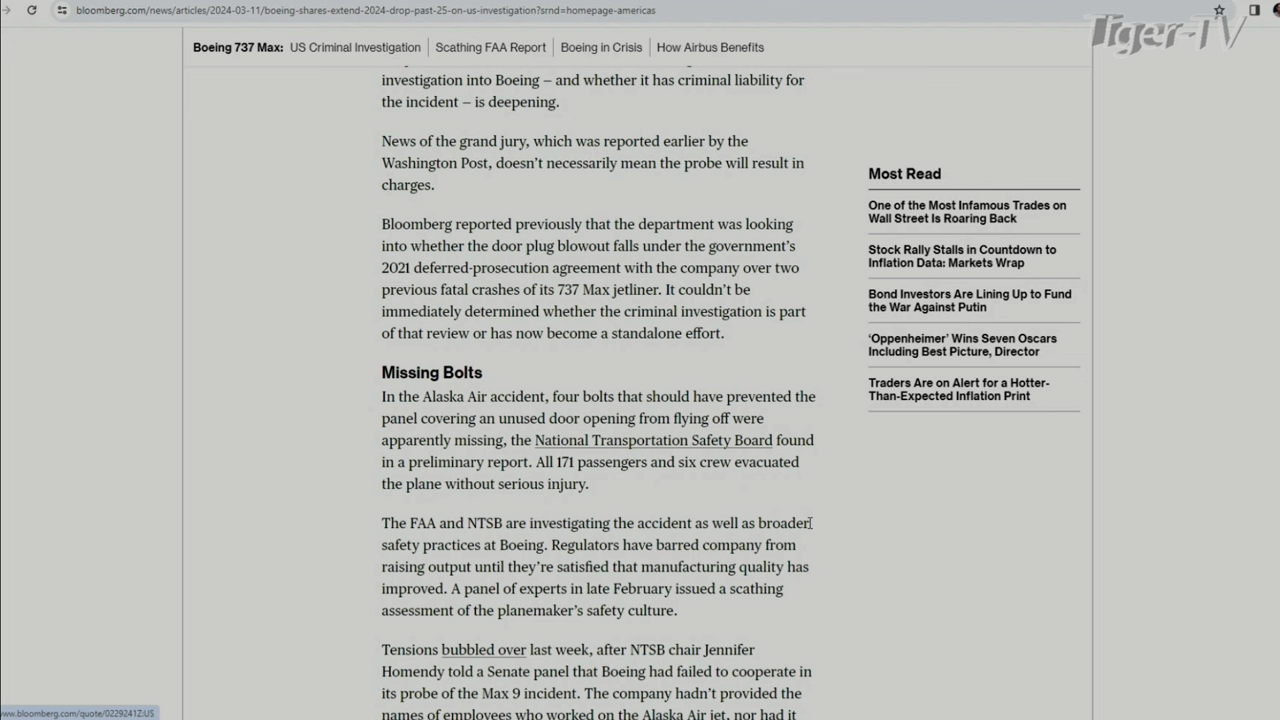 bloomberg.com/news/articles/2024-03-11/boeing-shares-extend-2024-drop-past-25-on-us-investigation?srnd=homepage-americas
Tiger-TV
Boeing 737 Max: US Criminal Investigation Scathing FAA Report Boeing in Crisis How Airbus Benefits
investigation into Boeing – and whether it has criminal liability for
the incident – is deepening.
News of the grand jury, which was reported earlier by the
Washington Post, doesn’t necessarily mean the probe will result in
charges.
Bloomberg reported previously that the department was looking
into whether the door plug blowout falls under the government’s
2021 deferred-prosecution agreement with the company over two
previous fatal crashes of its 737 Max jetliner. It couldn’t be
immediately determined whether the criminal investigation is part
of that review or has now become a standalone effort.
Missing Bolts
In the Alaska Air accident, four bolts that should have prevented the
panel covering an unused door opening from flying off were
apparently missing, the National Transportation Safety Board found
in a preliminary report. All 171 passengers and six crew evacuated
the plane without serious injury.
The FAA and NTSB are investigating the accident as well as broader
safety practices at Boeing. Regulators have barred company from
raising output until they’re satisfied that manufacturing quality has
improved. A panel of experts in late February issued a scathing
assessment of the planemaker’s safety culture.
Tensions bubbled over last week, after NTSB chair Jennifer
Homendy told a Senate panel that Boeing had failed to cooperate in
its probe of the Max 9 incident. The company hadn’t provided the
names of employees who worked on the Alaska Air jet, nor had it
Most Read
One of the Most Infamous Trades on
Wall Street Is Roaring Back
Stock Rally Stalls in Countdown to
Inflation Data: Markets Wrap
Bond Investors Are Lining Up to Fund
the War Against Putin
‘Oppenheimer’ Wins Seven Oscars
Including Best Picture, Director
Traders Are on Alert for a Hotter-
Than-Expected Inflation Print
www.bloomberg.com/quote/0229241Z:US